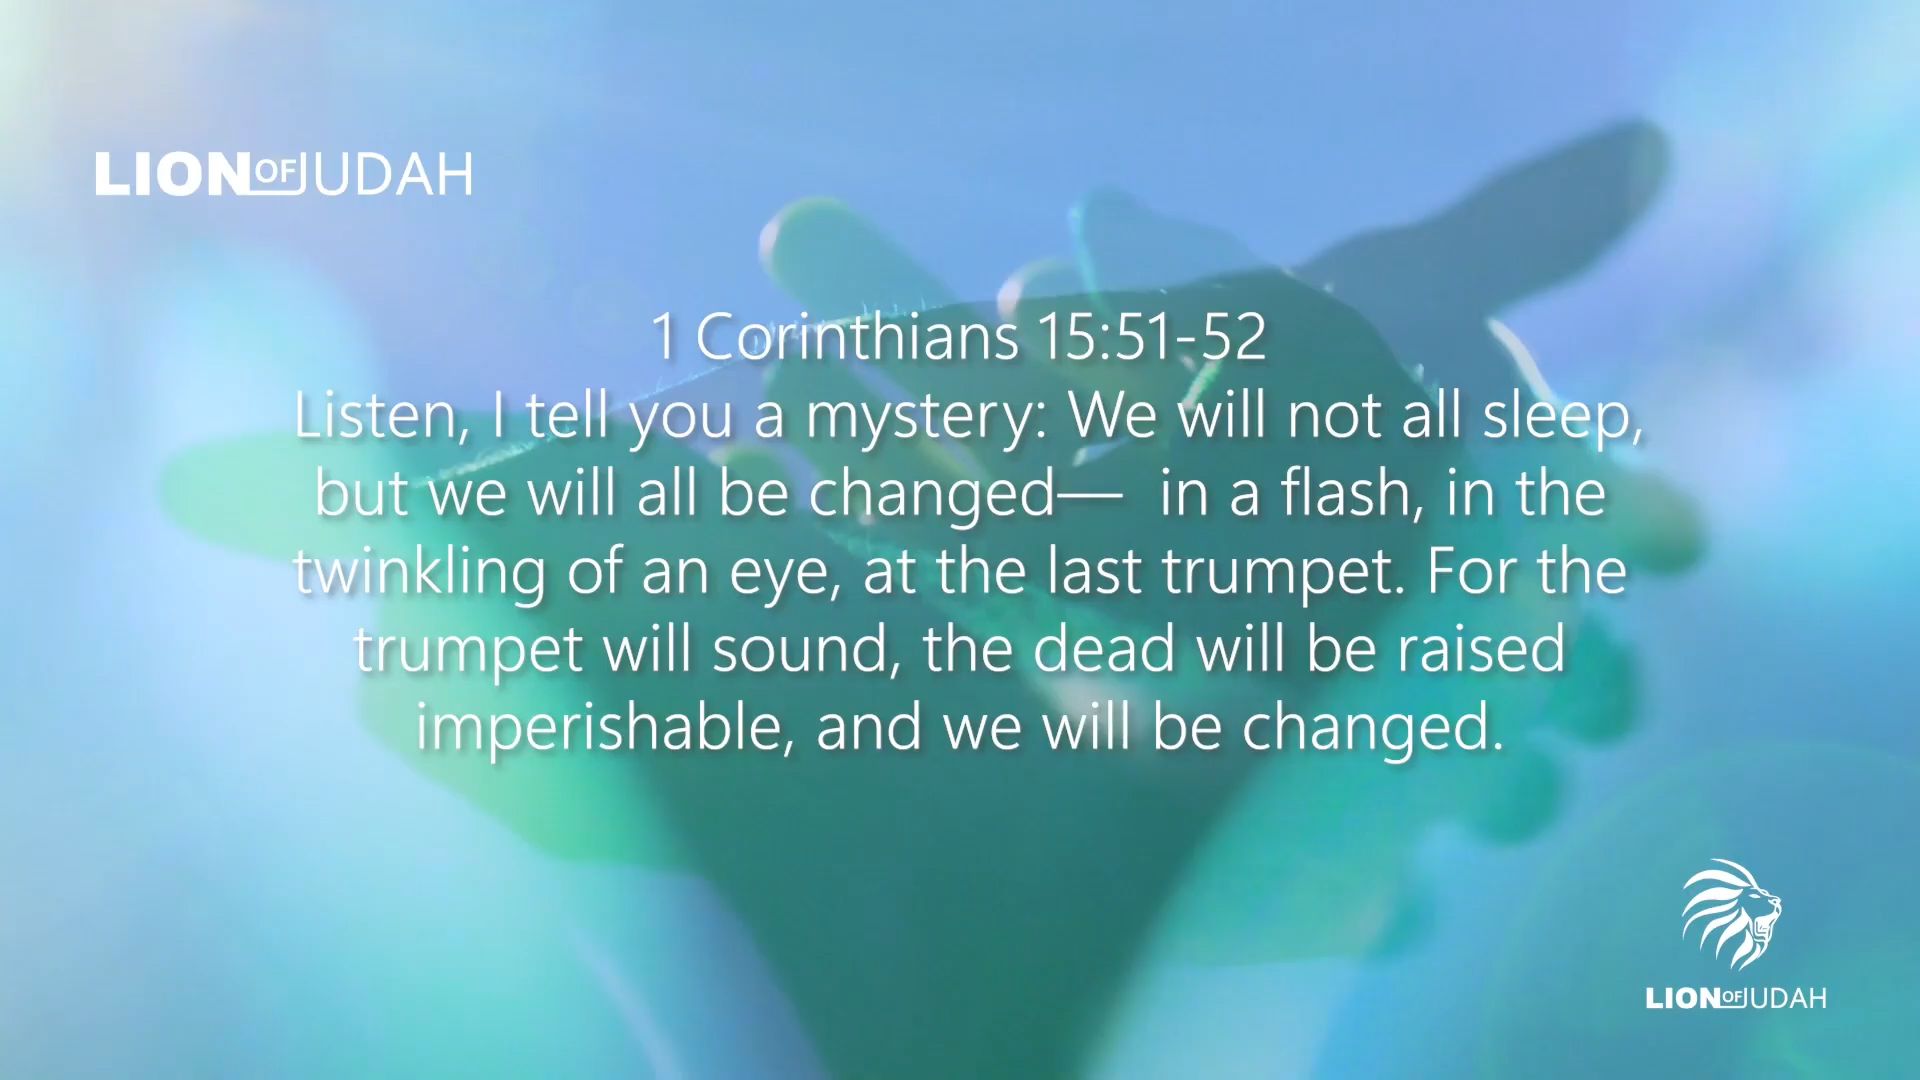 LION OF JUDAH
1 Corinthians 15:51-52
Listen, I tell you a mystery: We will not all sleep,
but we will all be changed— in a flash, in the
twinkling of an eye, at the last trumpet. For the
trumpet will sound, the dead will be raised
imperishable, and we will be changed.
LION OF JUDAH